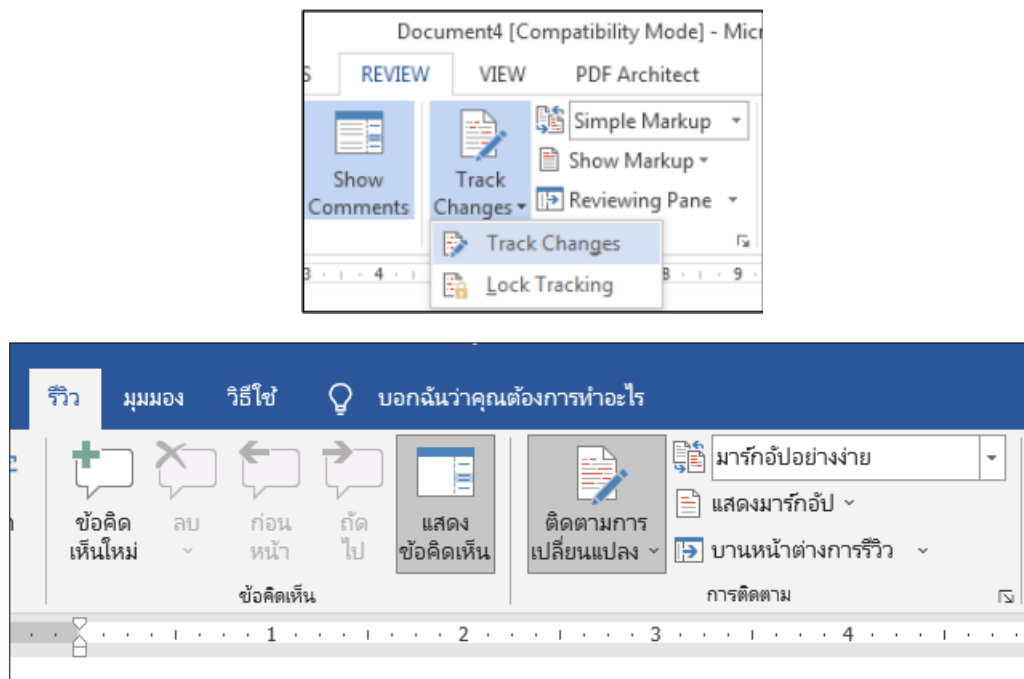 Document4 [Compatibility Mode] - Micr
S REVIEW VIEW PDF Architect
Simple Markup
Show Markup
Reviewing Pane
Show
Comments
Track
Changes
Track Changes
Lock Tracking
3 4 8 9
รีวิว มุมมอง วิธีใช้ บอกฉันว่าคุณต้องการทำอะไร
ข้อคิด
เห็นใหม่
ลบ
ก่อน
หน้า
ถัด
ไป
แสดง
ข้อคิดเห็น
ข้อคิดเห็น
ติดตามการ
เปลี่ยนแปลง
มาร์กอัปอย่างง่าย
แสดงมาร์กอัป
บานหน้าต่างการรีวิว
การติดตาม
1 2 3 4